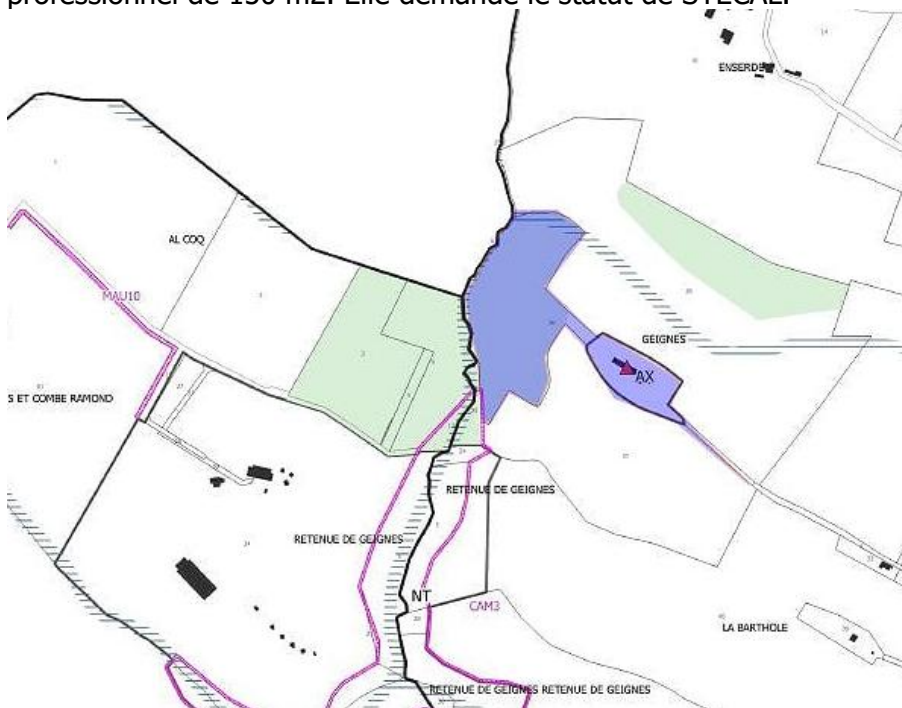 professionnel de 150 m2. Elle demande le statut de STECAL.
ENSERDE
AL COQ
MAU10
GEIGNES
AX
S ET COMBE RAMOND
RETENUE DE GEIGNES
RETENUE DE GEIGNES
NT
CAM3
LA BARTHOLE
RETENUE DE GEIGNES RETENUE DE GEIGNES